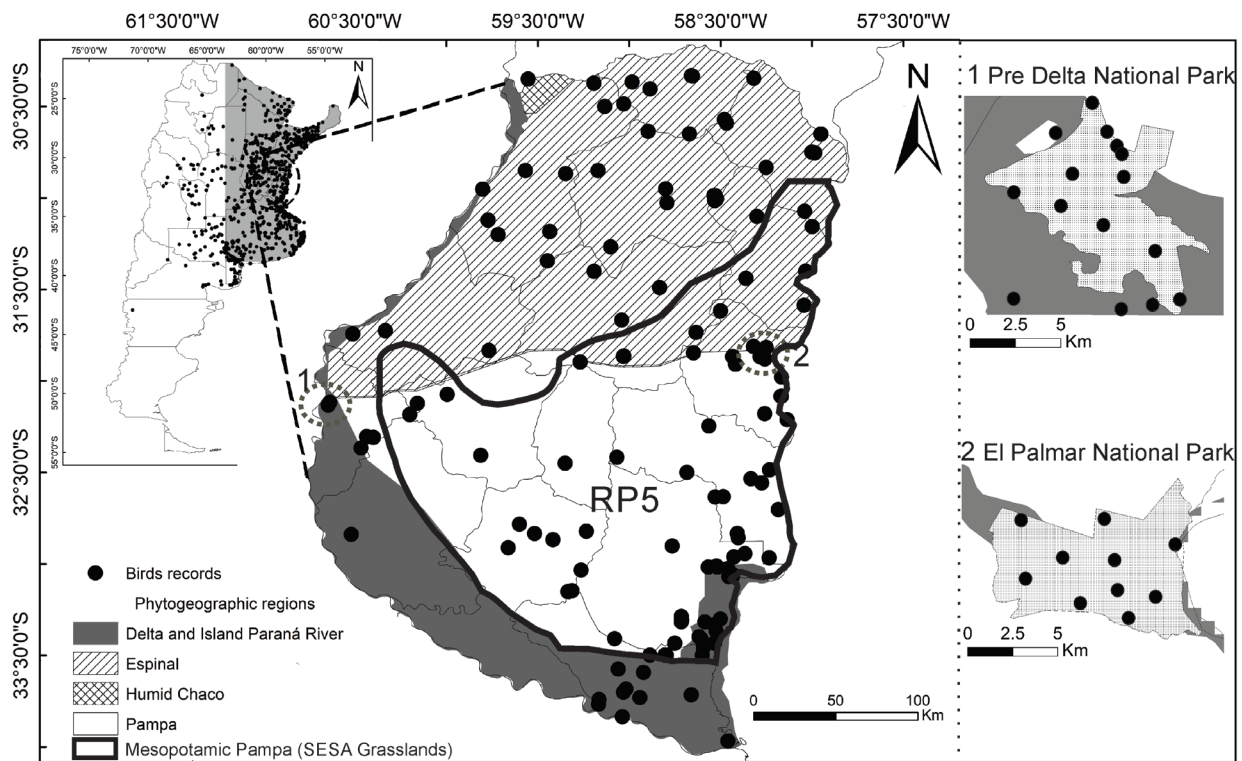 61°30'0"W 60°30'0"W 59°30'0"W 58°30'0"W 57°30'0"W
75°0'0"W 70°0'0"W 65°0'0"W 60°0'0"W 55°0'0"W
N
25°0'0"S
30°0'0"S
35°0'0"S
40°0'0"S
45°0'0"S
50°0'0"S
55°0'0"S
30°30'0"S
31°30'0"S
32°30'0"S
33°30'0"S
N
1
2
RP5
Birds records
Phytogeographic regions
Delta and Island Paraná River
Espinal
Humid Chaco
Pampa
Mesopotamic Pampa (SESA Grasslands)
0 50 100
Km
1 Pre Delta National Park
0 2.5 5
Km
2 El Palmar National Park
0 2.5 5
Km